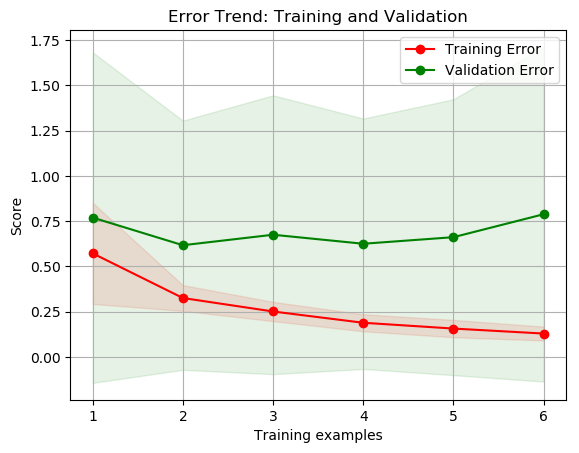 Error Trend: Training and Validation
Training Error
Validation Error
1.75
1.50
1.25
1.00
0.75
0.50
0.25
0.00
Score
1 2 3 4 5 6
Training examples